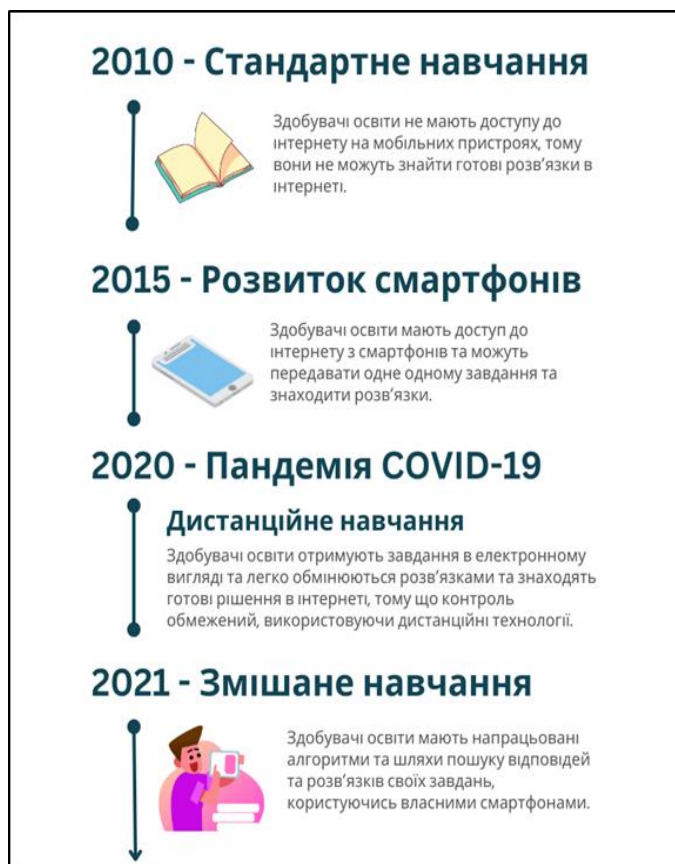 2010 - Стандартне навчання
Здобувачі освіти не мають доступу до
інтернету на мобільних пристроях, тому
вони не можуть знайти готові розв’язки в
інтернеті.
2015 - Розвиток смартфонів
Здобувачі освіти мають доступ до
інтернету з смартфонів та можуть
передавати одне одному завдання та
знаходити розв’язки.
2020 - Пандемія COVID-19
Дистанційне навчання
Здобувачі освіти отримують завдання в електронному
вигляді та легко обмінюються розв’язками та знаходять
готові рішення в інтернеті, тому що контроль
обмежений, використовуючи дистанційні технології.
2021 - Змішане навчання
Здобувачі освіти мають напрацьовані
алгоритми та шляхи пошуку відповідей
та розв’язків своїх завдань,
користуючись власними смартфонами.